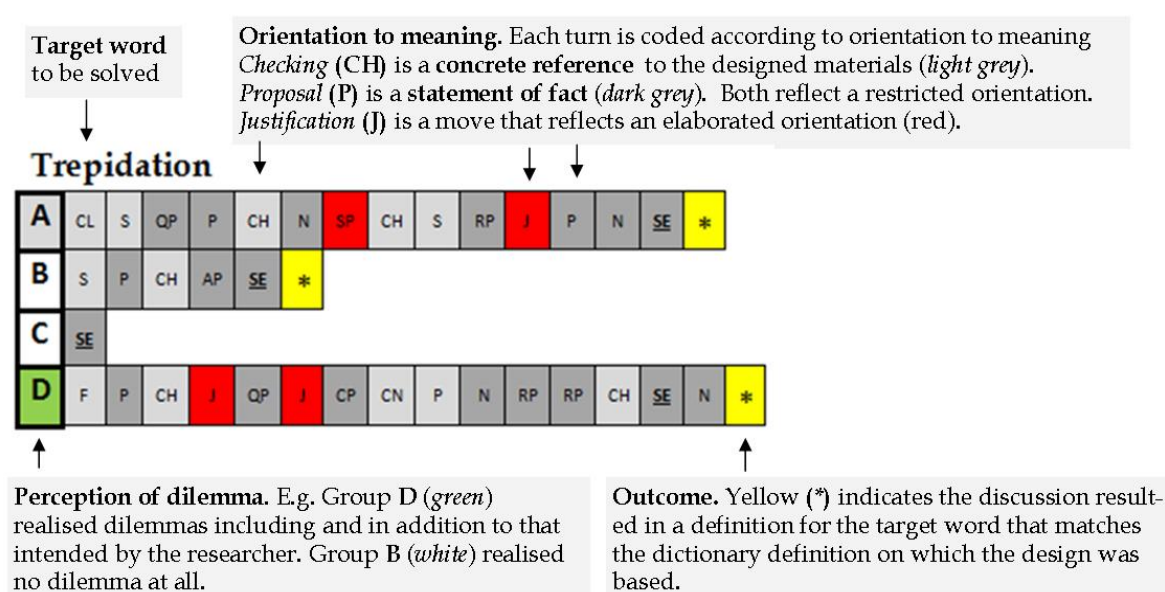 Target word
to be solved
Orientation to meaning. Each turn is coded according to orientation to meaning
Checking (CH) is a concrete reference to the designed materials (light grey).
Proposal (P) is a statement of fact (dark grey). Both reflect a restricted orientation.
Justification (J) is a move that reflects an elaborated orientation (red).
Trepidation
A CL S QP P CH N SP CH S RP J P N SE *
B S P CH AP SE *
C SE
D F P CH J QP J CP CN P N RP RP CH SE N *
Perception of dilemma. E.g. Group D (green)
realised dilemmas including and in addition to that
intended by the researcher. Group B (white) realised
no dilemma at all.
Outcome. Yellow (*) indicates the discussion result-
ed in a definition for the target word that matches
the dictionary definition on which the design was
based.